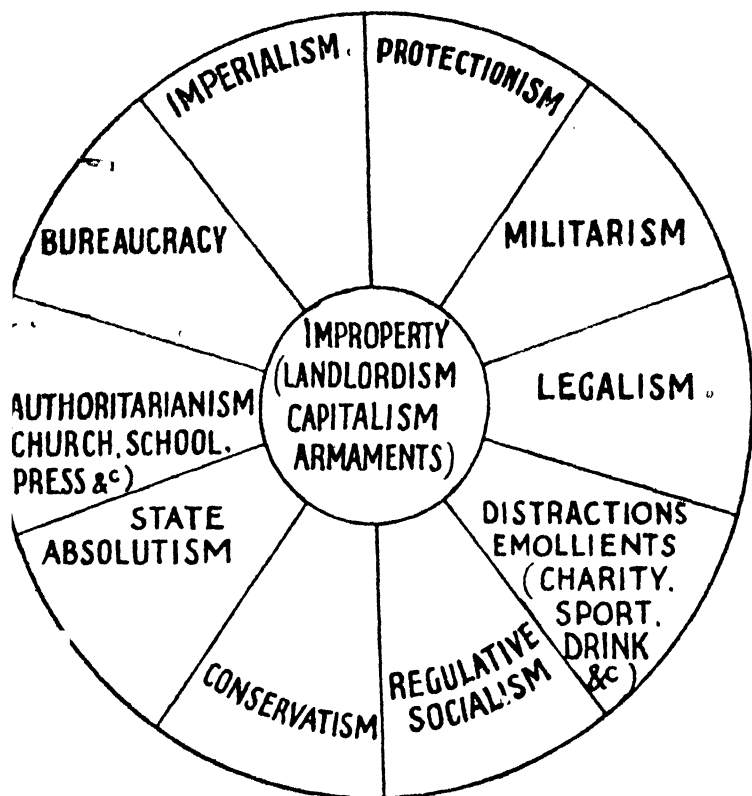 IMPERIALISM.
PROTECTIONISM
MILITARISM
LEGALISM
DISTRACTIONS
EMOLLIENTS
(CHARITY.
SPORT.
DRINK
&c)
REGULATIVE
SOCIALISM
CONSERVATISM
STATE
ABSOLUTISM
AUTHORITARIANISM
CHURCH, SCHOOL,
PRESS &c)
BUREAUCRACY
IMPROPERTY
(LANDLORDISM
CAPITALISM
ARMAMENTS)